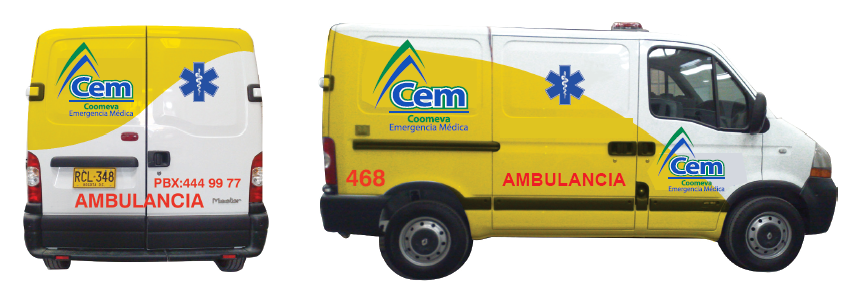 Cem
Coomeva
Emergencia Médica
RCL-348
PBX:444 99 77
AMBULANCIA
Master
Cem
Coomeva
Emergencia Médica
468
AMBULANCIA
Cem
Coomeva
Emergencia Médica